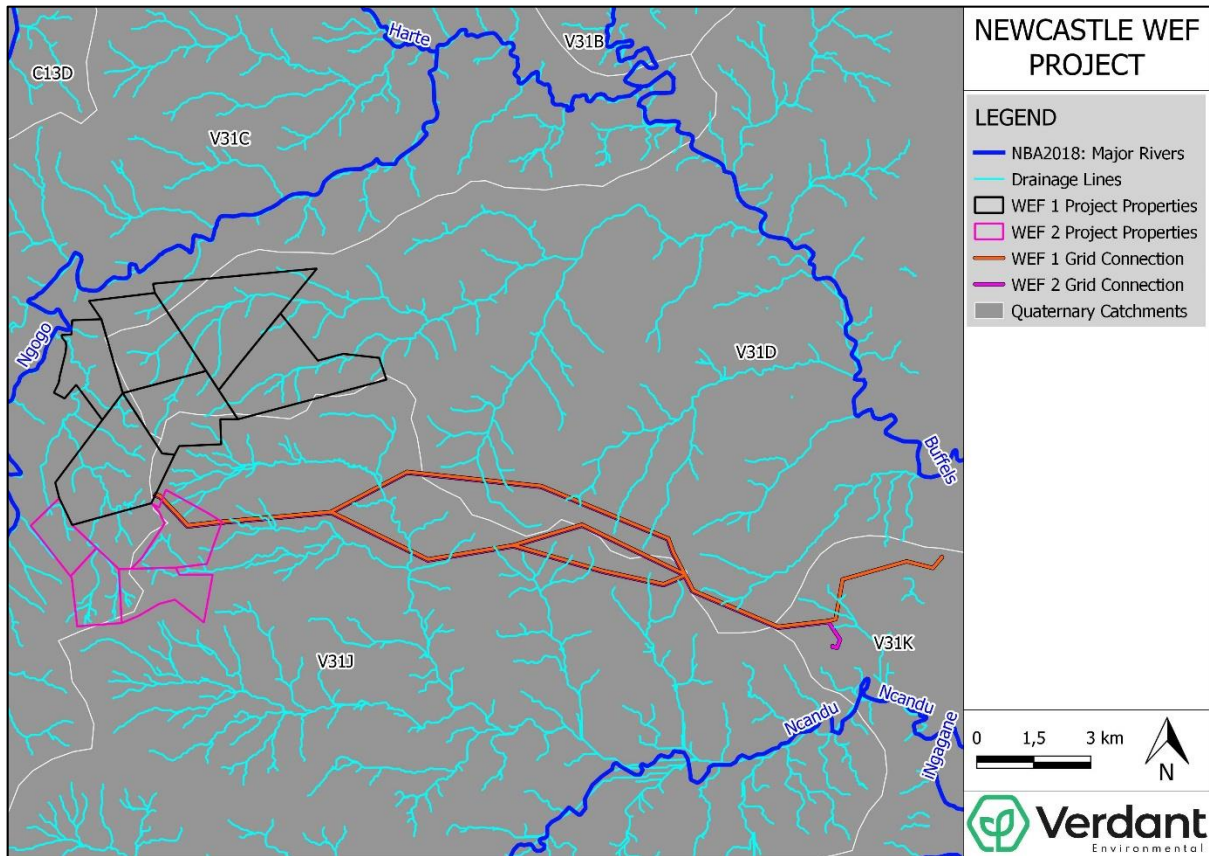 Harte
V31B
C13D
V31C
Ngogo
V31D
Buffels
V31J
V31K
Ncandu
Ncandu
iNgagane
NEWCASTLE WEF
PROJECT
LEGEND
NBA2018: Major Rivers
Drainage Lines
WEF 1 Project Properties
WEF 2 Project Properties
WEF 1 Grid Connection
WEF 2 Grid Connection
Quaternary Catchments
0 1,5 3 km
N
Verdant
Environmental